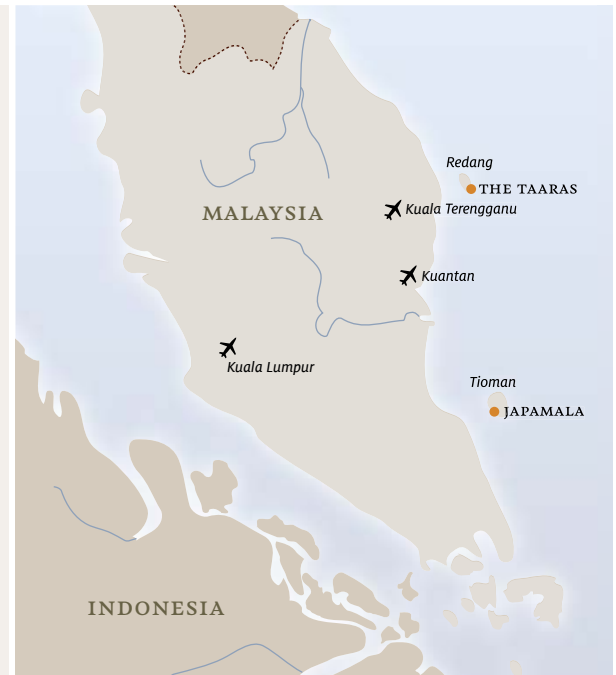 Redang
THE TAARAS
Kuala Terengganu
MALAYSIA
Kuantan
Kuala Lumpur
Tioman
JAPAMALA
INDONESIA